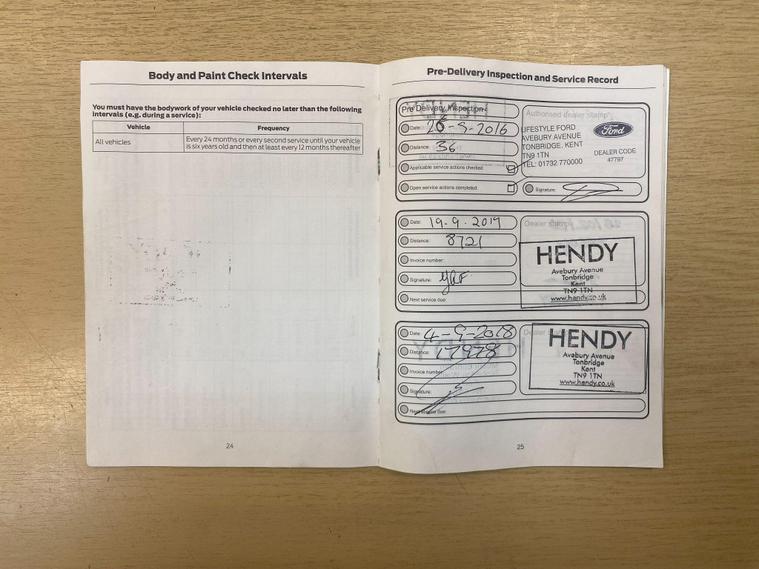 Body and Paint Check Intervals
You must have the bodywork of your vehicle checked no later than the following
intervals (e.g. during a service):
Vehicle Frequency
All vehicles Every 24 months or every second service until your vehicle
is six years old and then at least every 12 months thereafter
24
Pre-Delivery Inspection and Service Record
Pre Delivery Inspection
Authorised dealer stamp
Date: 26-5-2016
Distance: 36
Applicable service actions checked
Open service actions completed
LIFESTYLE FORD
AVEBURY AVENUE
TONBRIDGE, KENT
TN9 1TN
TEL: 01732 770000
Ford
DEALER CODE
47797
Signature:
Date: 19.9.2017
Distance: 8721
Invoice number:
Signature:
Next service due:
Dealer stamp
HENDY
Avebury Avenue
Tonbridge
Kent
TN9 1TN
www.hendy.co.uk
Date: 4-9-2018
Distance: 17978
Invoice number:
Signature:
Next service due:
Dealer
HENDY
Avebury Avenue
Tonbridge
Kent
TN9 1TN
www.hendy.co.uk
25